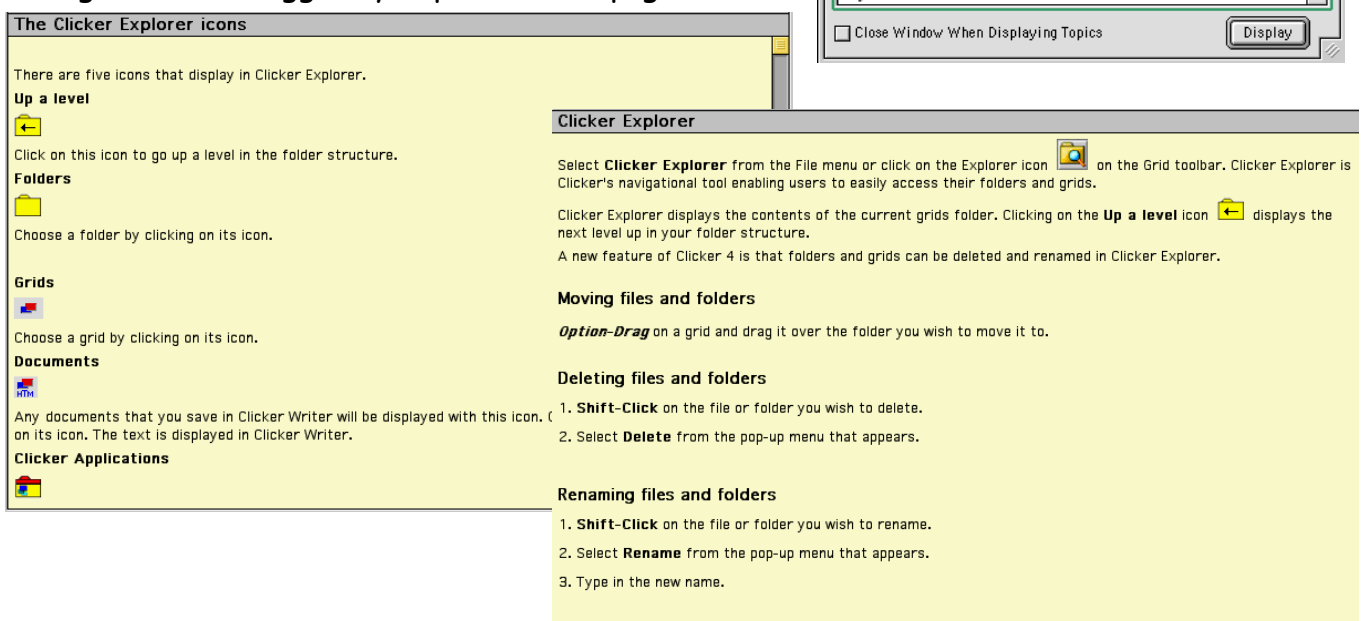 The Clicker Explorer icons
There are five icons that display in Clicker Explorer.
Up a level
Click on this icon to go up a level in the folder structure.
Folders
Choose a folder by clicking on its icon.
Grids
Choose a grid by clicking on its icon.
Documents
HTM
Any documents that you save in Clicker Writer will be displayed with this icon.
on its icon. The text is displayed in Clicker Writer.
Clicker Applications
Close Window When Displaying Topics
Display
Clicker Explorer
Select Clicker Explorer from the File menu or click on the Explorer icon on the Grid toolbar. Clicker Explorer is
Clicker's navigational tool enabling users to easily access their folders and grids.
Clicker Explorer displays the contents of the current grids folder. Clicking on the Up a level icon displays the
next level up in your folder structure.
A new feature of Clicker 4 is that folders and grids can be deleted and renamed in Clicker Explorer.
Moving files and folders
Option-Drag on a grid and drag it over the folder you wish to move it to.
Deleting files and folders
1. Shift-Click on the file or folder you wish to delete.
2. Select Delete from the pop-up menu that appears.
Renaming files and folders
1. Shift-Click on the file or folder you wish to rename.
2. Select Rename from the pop-up menu that appears.
3. Type in the new name.